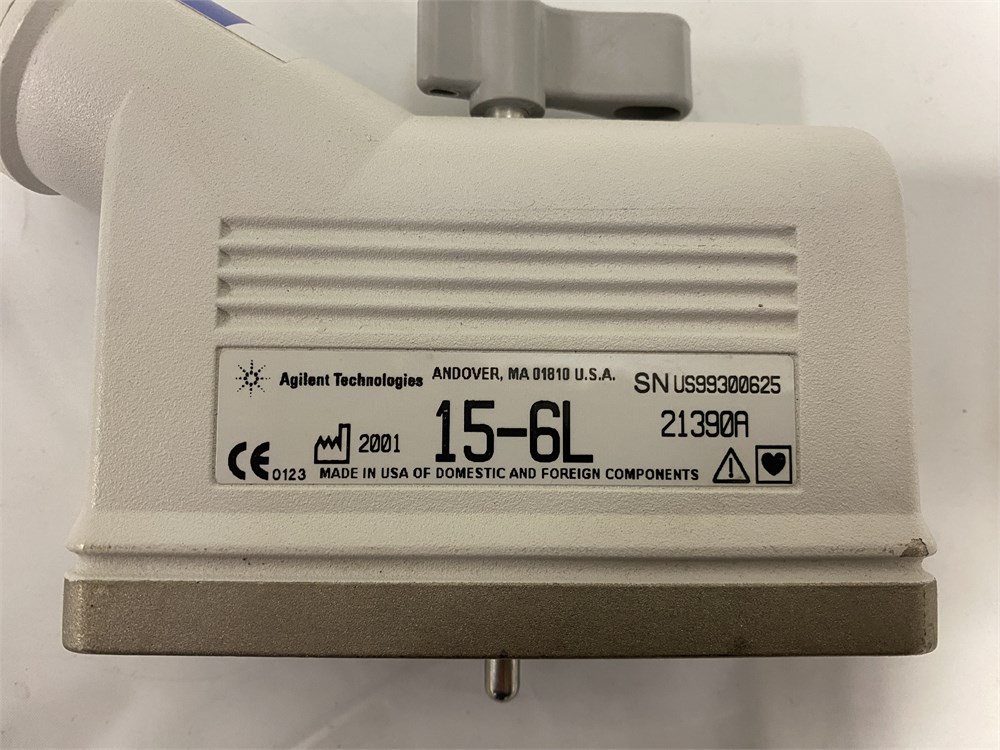 Agilent Technologies ANDOVER, MA 01810 U.S.A. SN US99300625
2001 15-6L 21390A
CE 0123 MADE IN USA OF DOMESTIC AND FOREIGN COMPONENTS